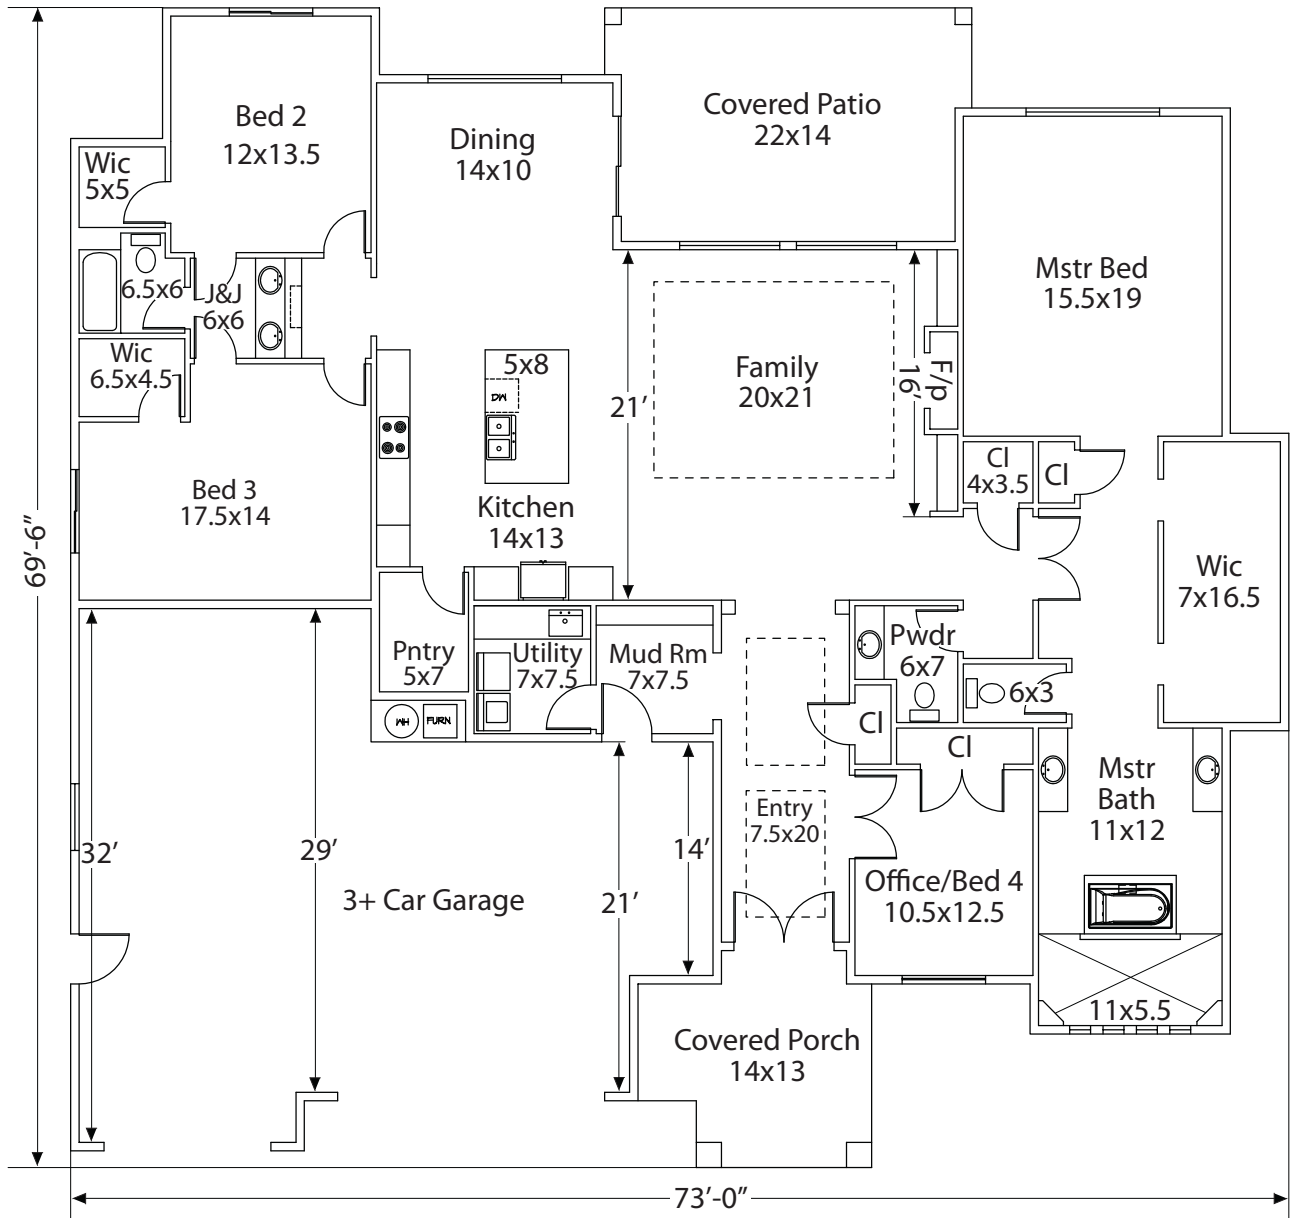 Bed 2
12x13.5
Dining
14x10
Covered Patio
22x14
Wic
5x5
Mstr Bed
15.5x19
6.5x6
J&J
6x6
Wic
6.5x4.5
5x8
DW
Family
20x21
21’
16’
F/p
Bed 3
17.5x14
Kitchen
14x13
Cl
4x3.5
Cl
Wic
7x16.5
69’-6”
Pntry
5x7
Utility
7x7.5
Mud Rm
7x7.5
Pwdr
6x7
6x3
WH
FURN.
Cl
Cl
Mstr
Bath
11x12
Entry
7.5x20
32’
29’
14’
21’
3+ Car Garage
Office/Bed 4
10.5x12.5
11x5.5
Covered Porch
14x13
73’-0”